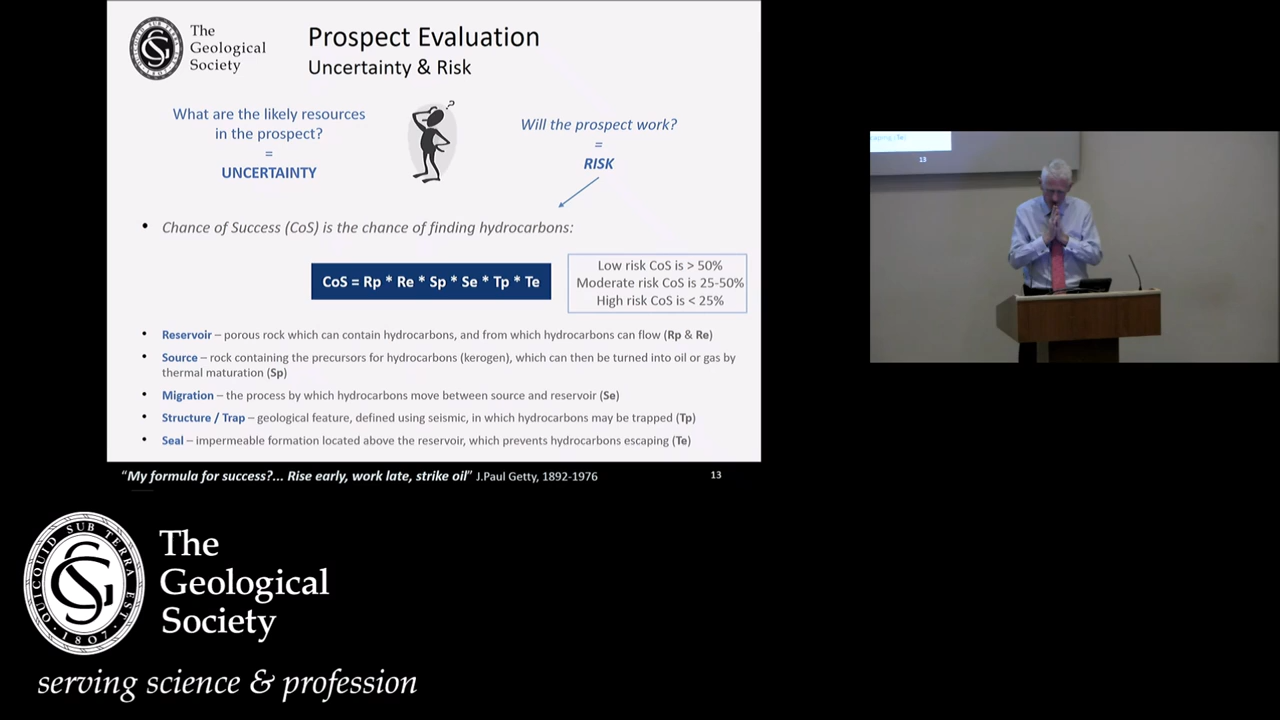 The
Geological
Society
Prospect Evaluation
Uncertainty & Risk
What are the likely resources
in the prospect?
=
UNCERTAINTY
?
Will the prospect work?
=
RISK
• Chance of Success (CoS) is the chance of finding hydrocarbons:
CoS = Rp * Re * Sp * Se * Tp * Te
Low risk CoS is > 50%
Moderate risk CoS is 25-50%
High risk CoS is < 25%
• Reservoir – porous rock which can contain hydrocarbons, and from which hydrocarbons can flow (Rp & Re)
• Source – rock containing the precursors for hydrocarbons (kerogen), which can then be turned into oil or gas by
thermal maturation (Sp)
• Migration – the process by which hydrocarbons move between source and reservoir (Se)
• Structure / Trap – geological feature, defined using seismic, in which hydrocarbons may be trapped (Tp)
• Seal – impermeable formation located above the reservoir, which prevents hydrocarbons escaping (Te)
"My formula for success?... Rise early, work late, strike oil" J.Paul Getty, 1892-1976
13
13
QUICQUID SUB TERRA EST
· 1807 ·
The
Geological
Society
serving science & profession